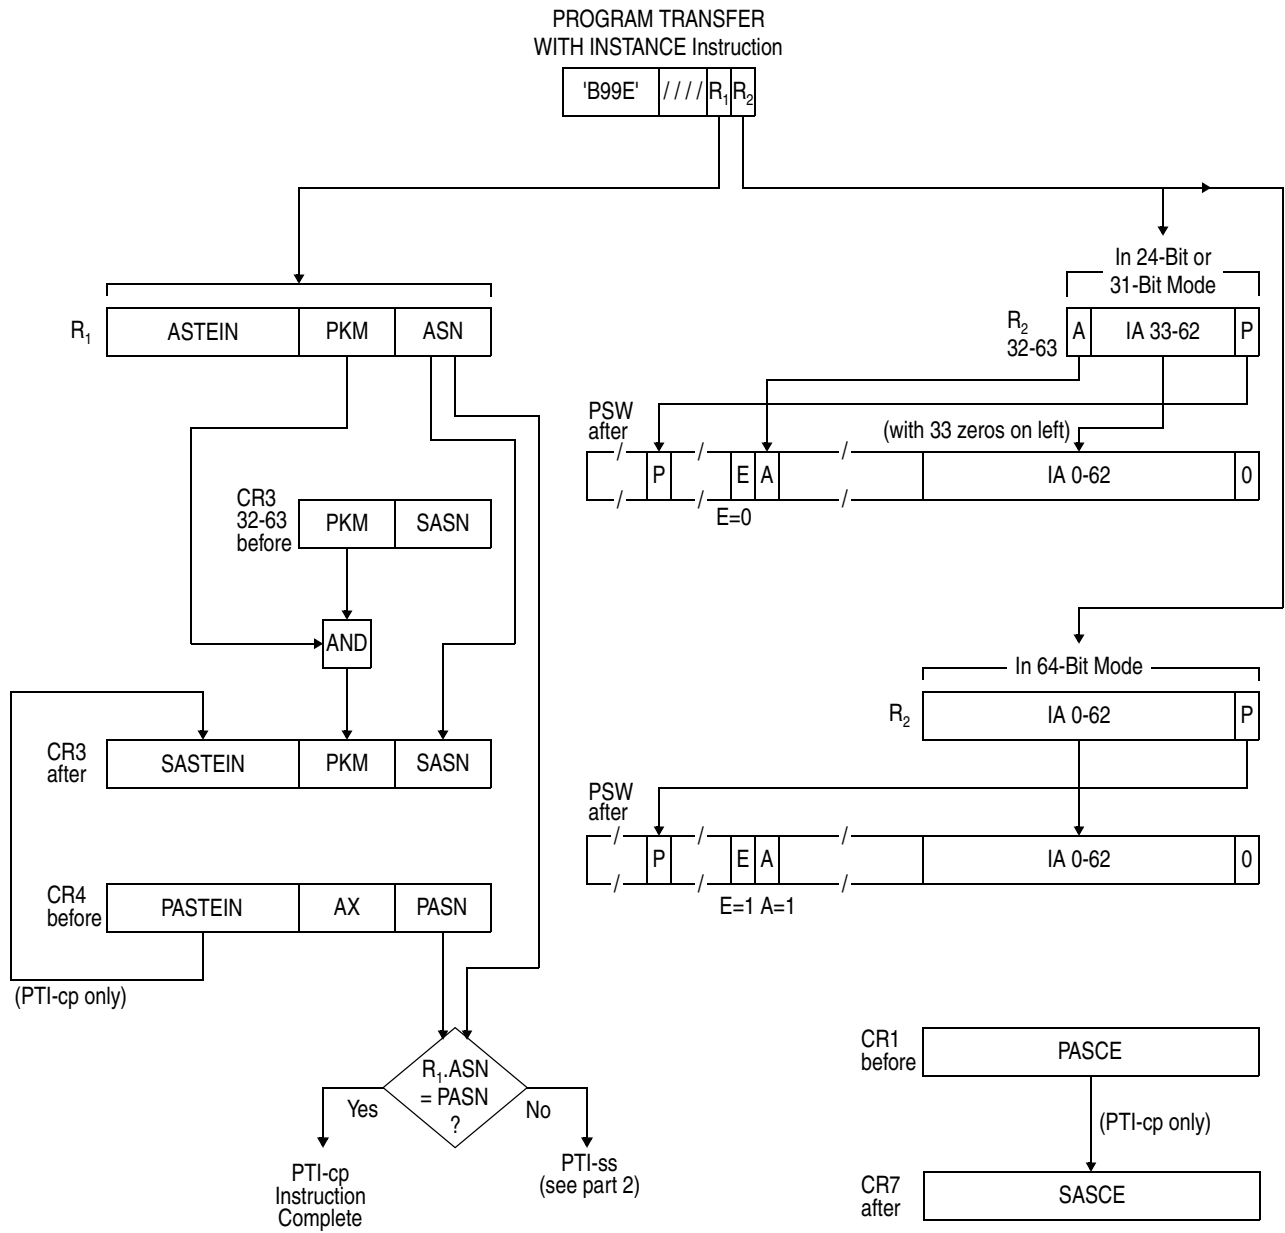 PROGRAM TRANSFER
WITH INSTANCE Instruction
'B99E' //// R1 R2
In 24-Bit or
31-Bit Mode
R1 ASTEIN PKM ASN
R2
32-63
A IA 33-62 P
PSW
after
(with 33 zeros on left)
P E A IA 0-62 0
E=0
CR3
32-63
before
PKM SASN
AND
In 64-Bit Mode
R2 IA 0-62 P
CR3
after
SASTEIN PKM SASN
PSW
after
P E A IA 0-62 0
E=1 A=1
CR4
before
PASTEIN AX PASN
(PTI-cp only)
R1.ASN
= PASN
?
Yes
No
PTI-cp
Instruction
Complete
PTI-ss
(see part 2)
CR1
before
PASCE
(PTI-cp only)
CR7
after
SASCE